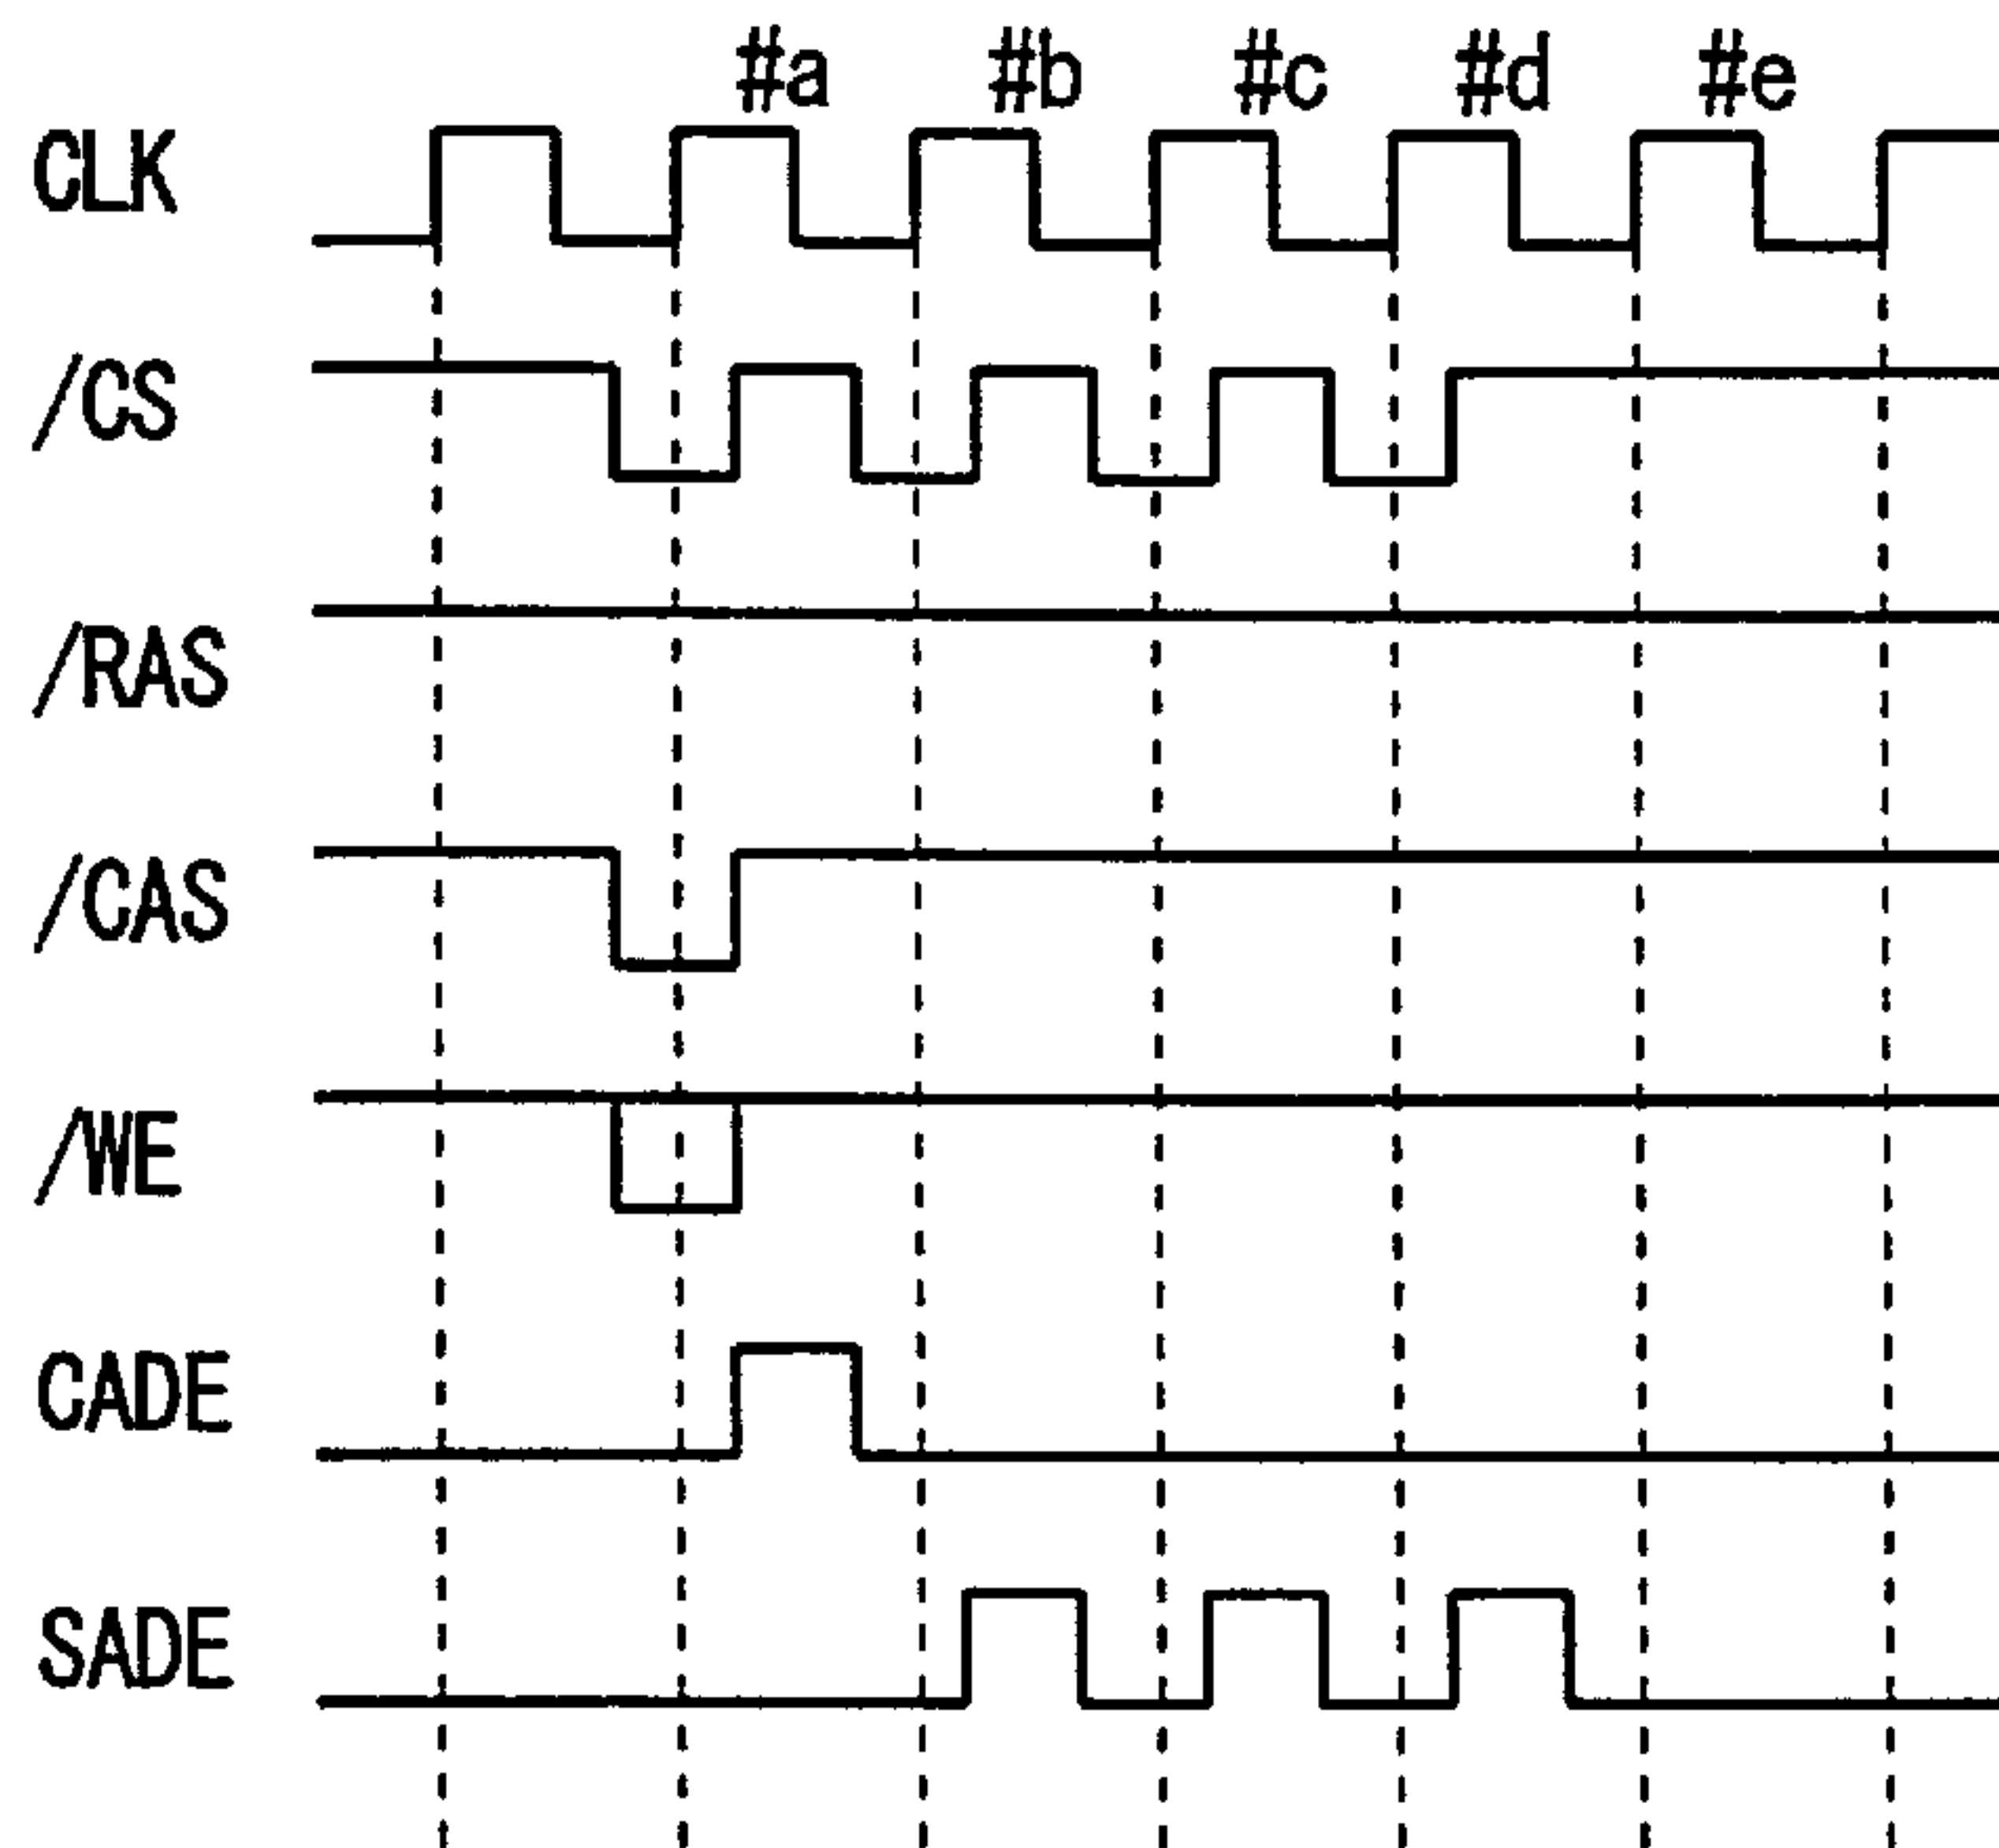 #a #b #c #d #e
CLK
/CS
/RAS
/CAS
/WE
CADE
SADE